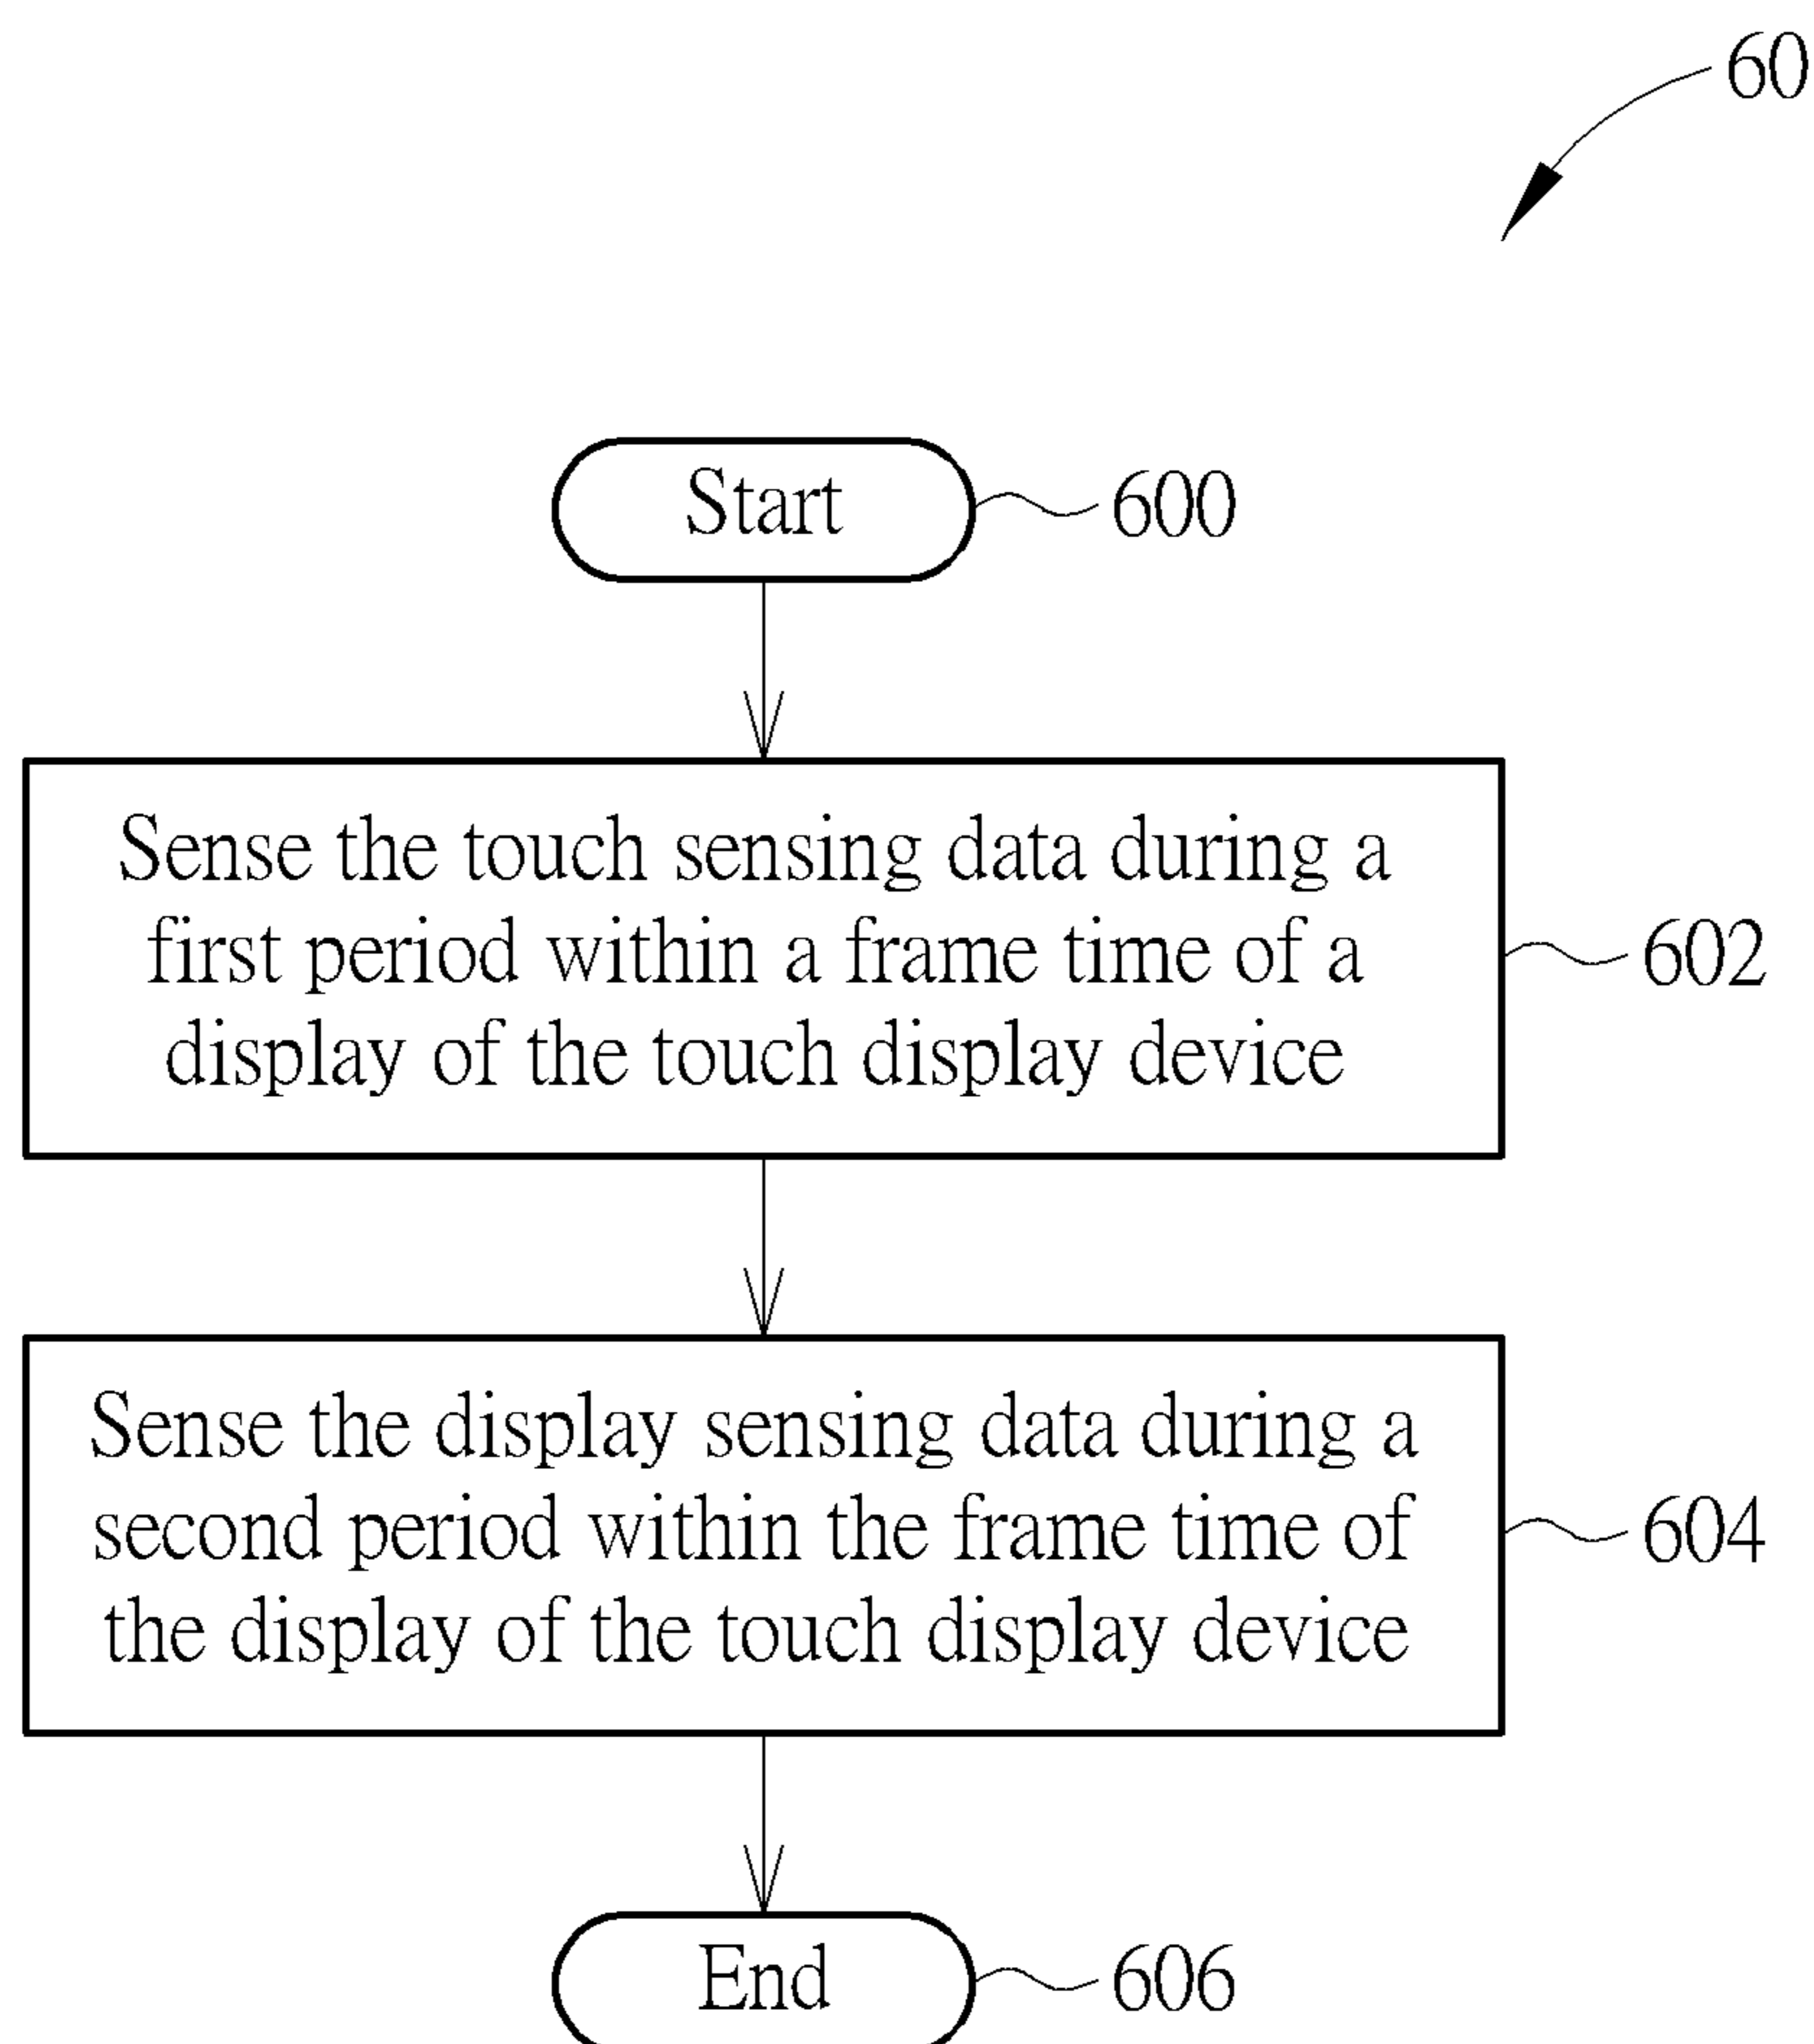 60
Start
600
Sense the touch sensing data during a
first period within a frame time of a
display of the touch display device
602
Sense the display sensing data during a
second period within the frame time of
the display of the touch display device
604
End
606